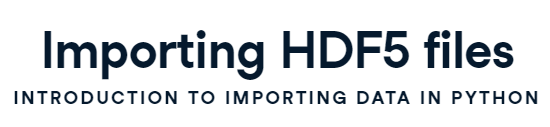 Importing HDF5 files
INTRODUCTION TO IMPORTING DATA IN PYTHON